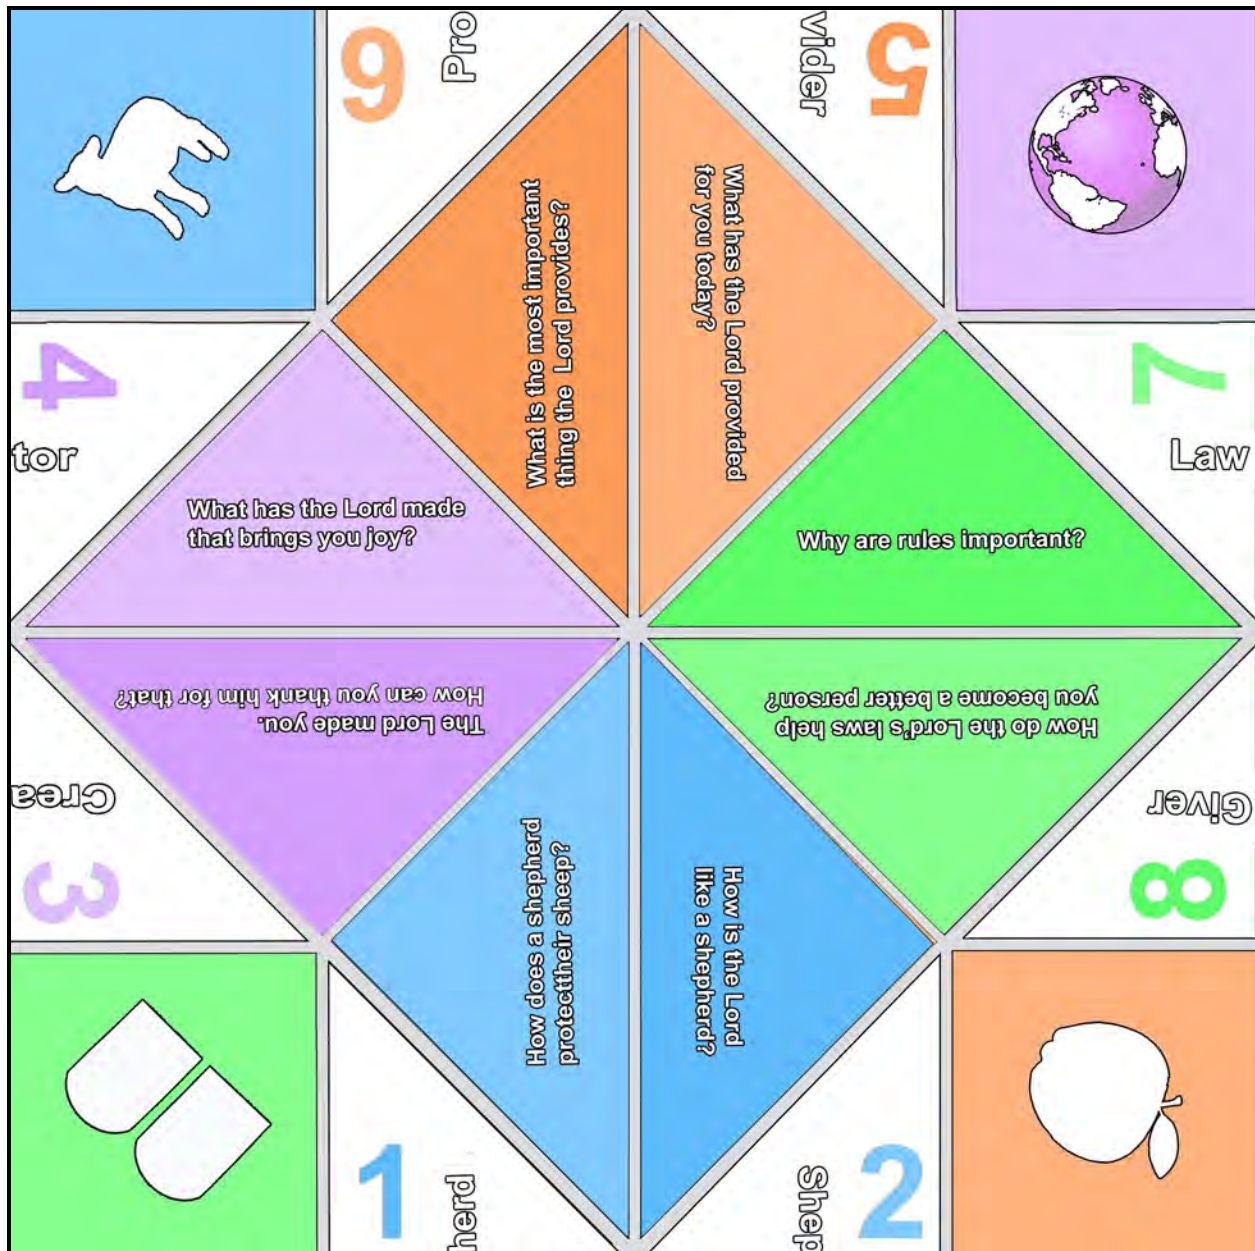 6
Pro
vider
5
What is the most important
thing the Lord provides?
What has the Lord provided
for you today?
4
tor
7
Law
What has the Lord made
that brings you joy?
Why are rules important?
The Lord made you.
How can you thank him for that?
How do the Lord's laws help
you become a better person?
Crea
3
Giver
8
How does a shepherd
protecttheir sheep?
How is the Lord
like a shepherd?
1
herd
Shep
2